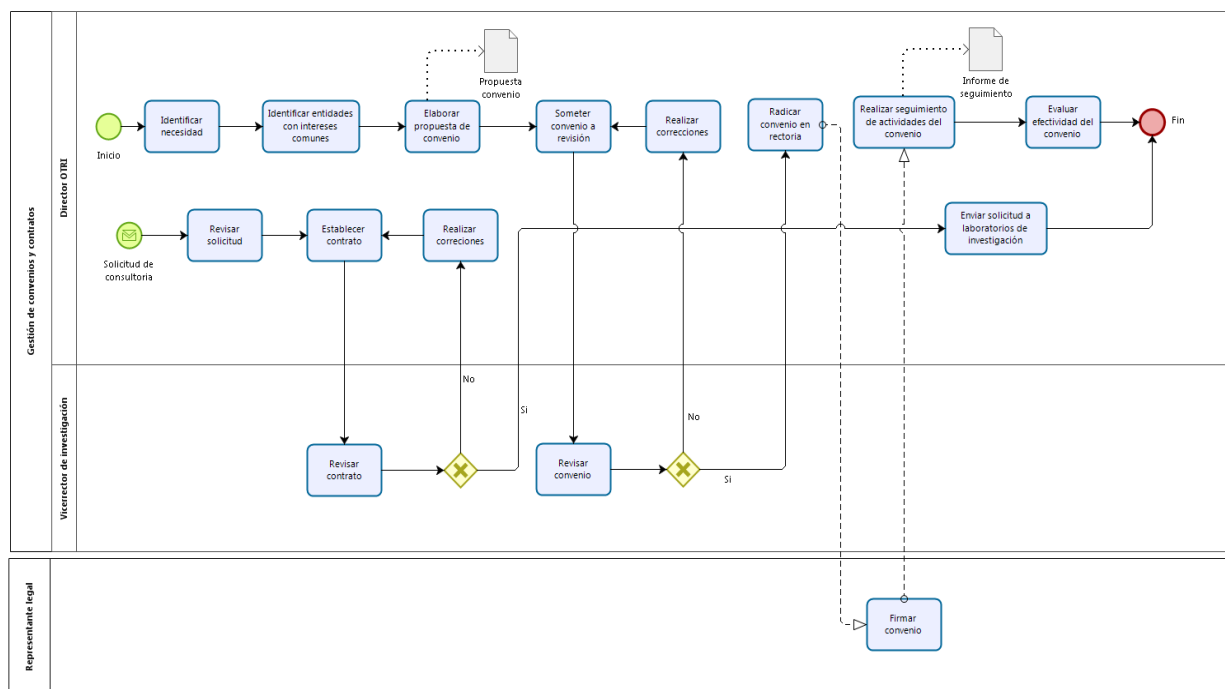 Gestión de convenios y contratos
Director OTRI
Propuesta
convenio
Informe de
seguimiento
Inicio
Identificar
necesidad
Identificar entidades
con intereses
comunes
Elaborar
propuesta de
convenio
Someter
convenio a
revisión
Realizar
correcciones
Radicar
convenio en
rectoria
Realizar seguimiento
de actividades del
convenio
Evaluar
efectividad del
convenio
Fin
Solicitud de
consultoria
Revisar
solicitud
Establecer
contrato
Realizar
correciones
Enviar solicitud a
laboratorios de
investigación
Vicerrector de investigación
No
Si
No
Si
Revisar
contrato
Revisar
convenio
Representante legal
Firmar
convenio